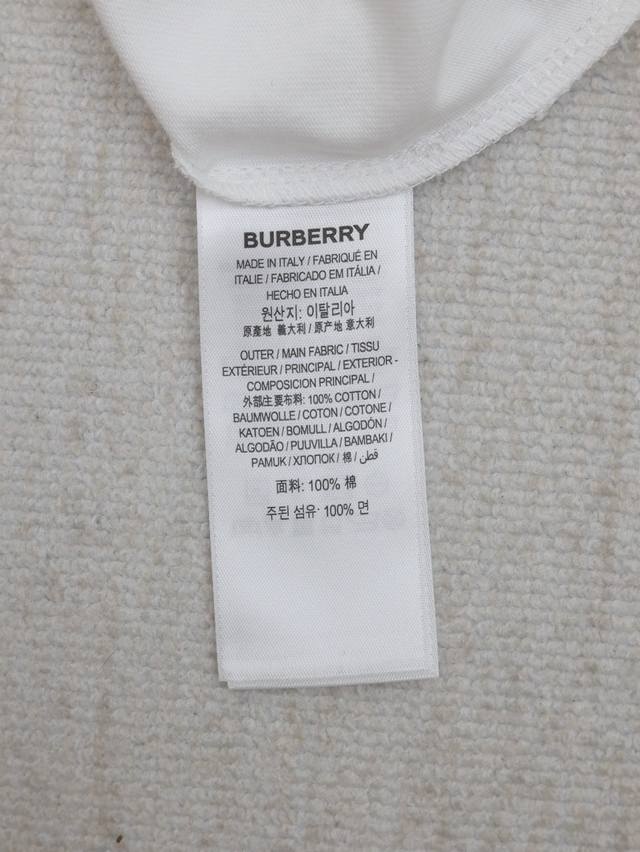 BURBERRY
MADE IN ITALY / FABRIQUÉ EN
ITALIE / FABRICADO EM ITÁLIA /
HECHO EN ITALIA
원산지: 이탈리아
原產地 義大利 / 原产地 意大利
OUTER / MAIN FABRIC / TISSU
EXTÉRIEUR / PRINCIPAL / EXTERIOR -
COMPOSICION PRINCIPAL /
外部主要布料: 100% COTTON /
BAUMWOLLE / COTON / COTONE /
KATOEN / BOMULL / ALGODÓN /
ALGODÃO / PUUVILLA / BAMBAKI /
PAMUK / ХЛОПОК / 棉 / قطن
面料: 100% 棉
주된 섬유: 100% 면